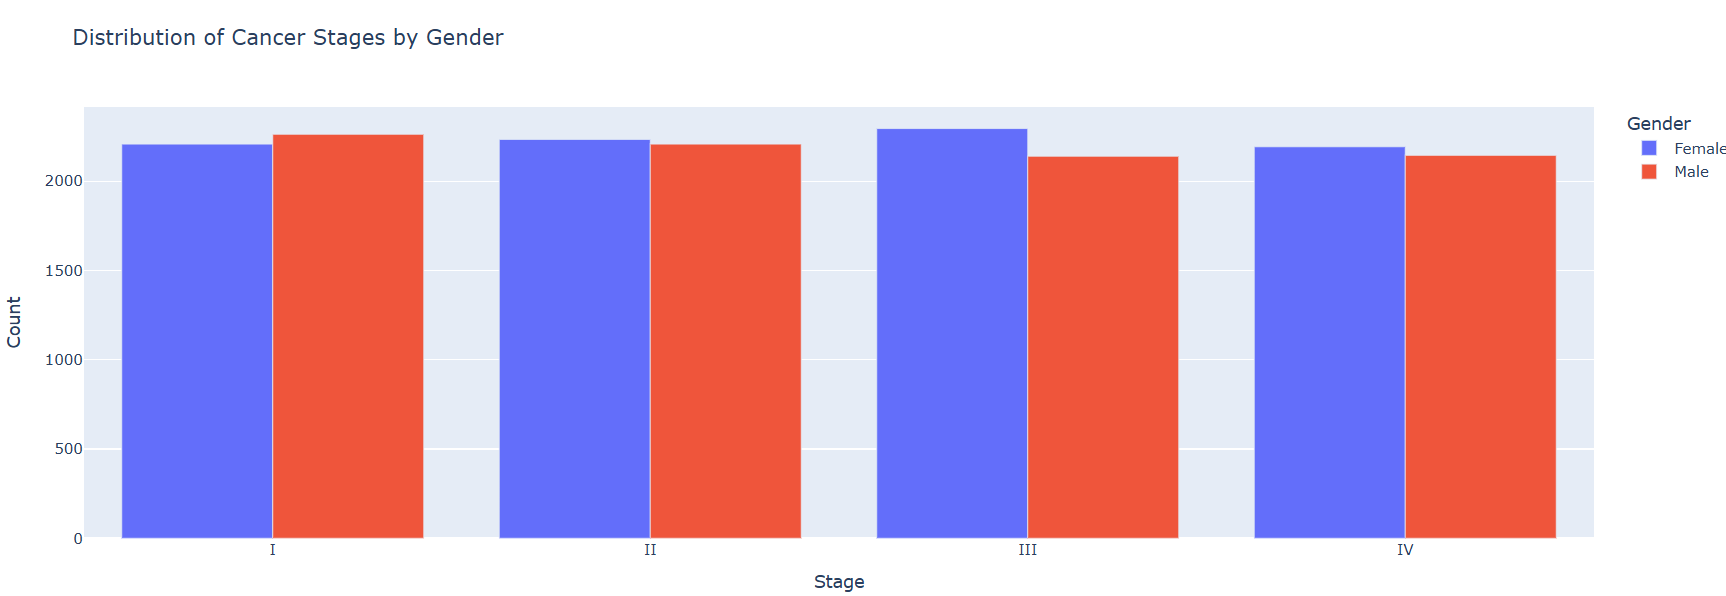 Distribution of Cancer Stages by Gender
Gender
Female
Male
2000
1500
1000
500
0
Count
I II III IV
Stage